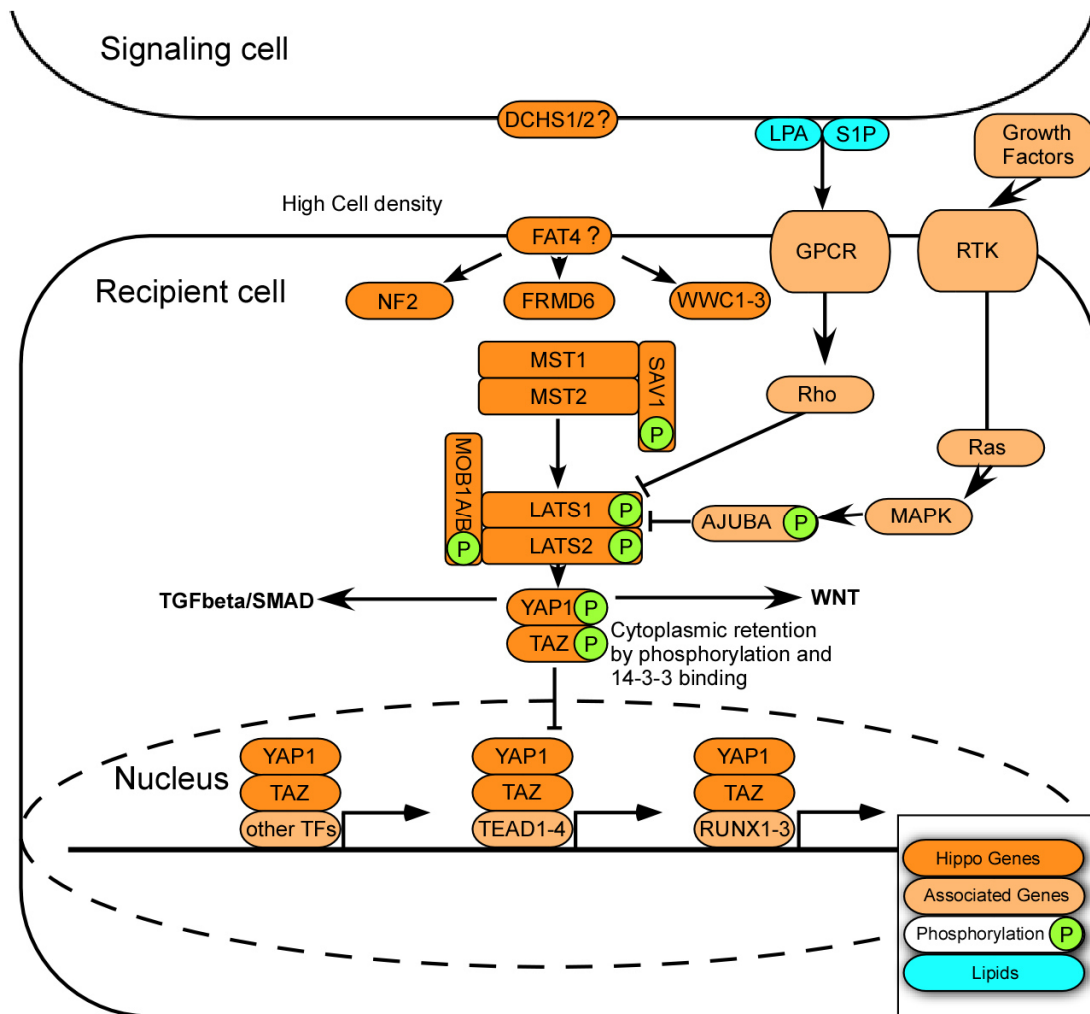 Signaling cell
DCHS1/2?
LPA
S1P
Growth
Factors
High Cell density
FAT4?
GPCR
RTK
Recipient cell
NF2
FRMD6
WWC1-3
MST1
MST2
SAV1
P
Rho
Ras
MOB1A/B
P
LATS1
P
LATS2
P
AJUBA
P
MAPK
TGFbeta/SMAD
YAP1
P
WNT
TAZ
P
Cytoplasmic retention
by phosphorylation and
14-3-3 binding
Nucleus
YAP1
TAZ
other TFs
YAP1
TAZ
TEAD1-4
YAP1
TAZ
RUNX1-3
Hippo Genes
Associated Genes
Phosphorylation
P
Lipids